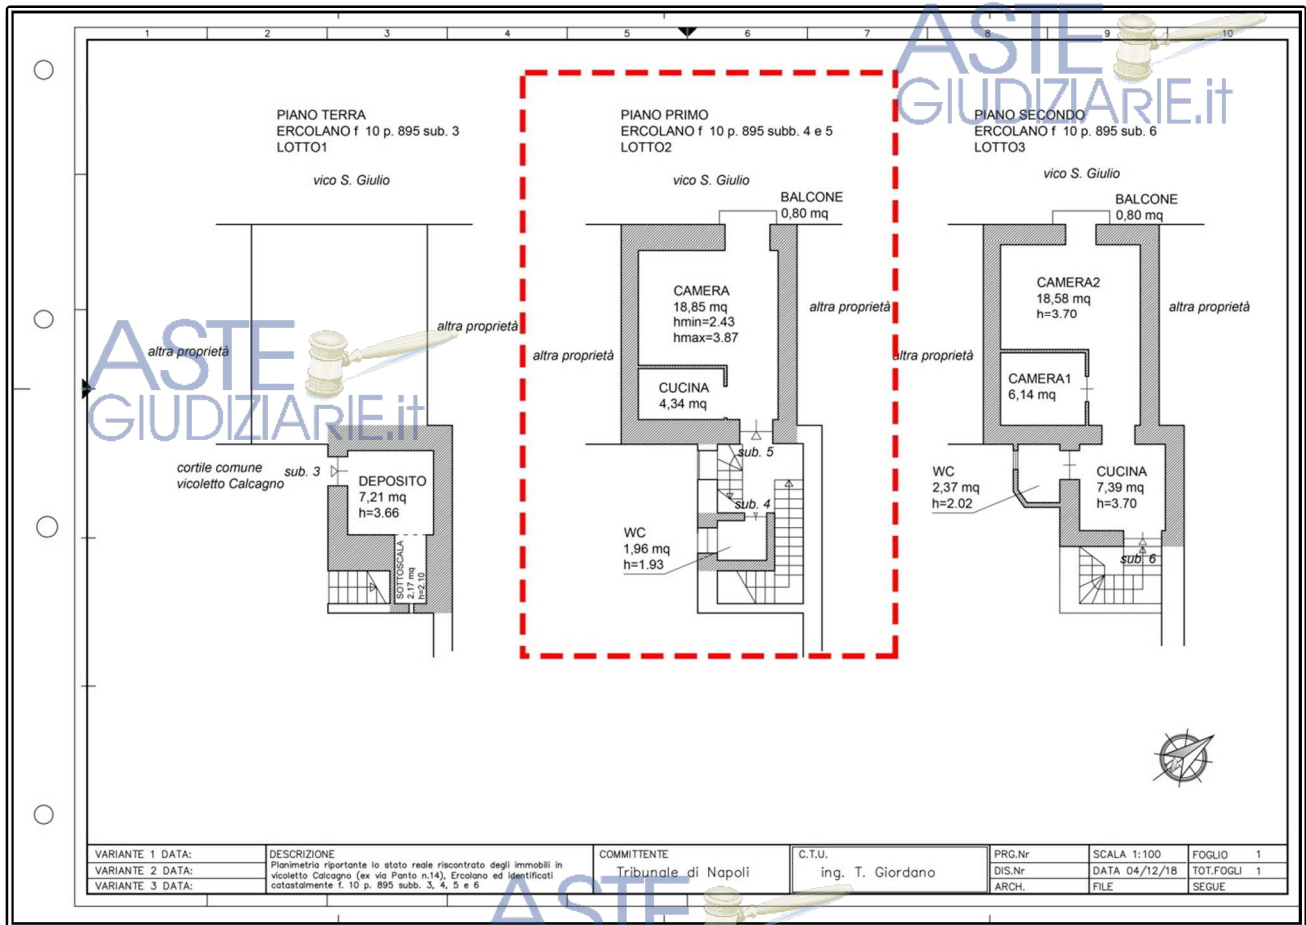 1 2 3 4 5 6 7 8 9 10
ASTE
GIUDIZIARIE.it
PIANO TERRA
ERCOLANO f 10 p. 895 sub. 3
LOTTO1
vico S. Giulio
altra proprietà
altra proprietà
ASTE
GIUDIZIARIE.it
cortile comune
vicoletto Calcagno
sub. 3
DEPOSITO
7,21 mq
h=3.66
SOTTOSCALA
2,17 mq
h=2.10
PIANO PRIMO
ERCOLANO f 10 p. 895 subb. 4 e 5
LOTTO2
vico S. Giulio
BALCONE
0,80 mq
CAMERA
18,85 mq
hmin=2.43
hmax=3.87
altra proprietà
altra proprietà
CUCINA
4,34 mq
sub. 5
sub. 4
WC
1,96 mq
h=1.93
PIANO SECONDO
ERCOLANO f 10 p. 895 sub. 6
LOTTO3
vico S. Giulio
BALCONE
0,80 mq
CAMERA2
18,58 mq
h=3.70
altra proprietà
altra proprietà
CAMERA1
6,14 mq
WC
2,37 mq
h=2.02
CUCINA
7,39 mq
h=3.70
sub. 6
VARIANTE 1 DATA:
VARIANTE 2 DATA:
VARIANTE 3 DATA:
DESCRIZIONE
Planimetria riportante lo stato reale riscontrato degli immobili in
vicoletto Calcagno (ex via Panto n.14), Ercolano ed identificati
catastalmente f. 10 p. 895 subb. 3, 4, 5 e 6
COMMITTENTE
Tribunale di Napoli
C.T.U.
ing. T. Giordano
PRG.Nr
DIS.Nr
ARCH.
SCALA 1:100
DATA 04/12/18
FILE
FOGLIO 1
TOT.FOGLI 1
SEGUE
ASTE